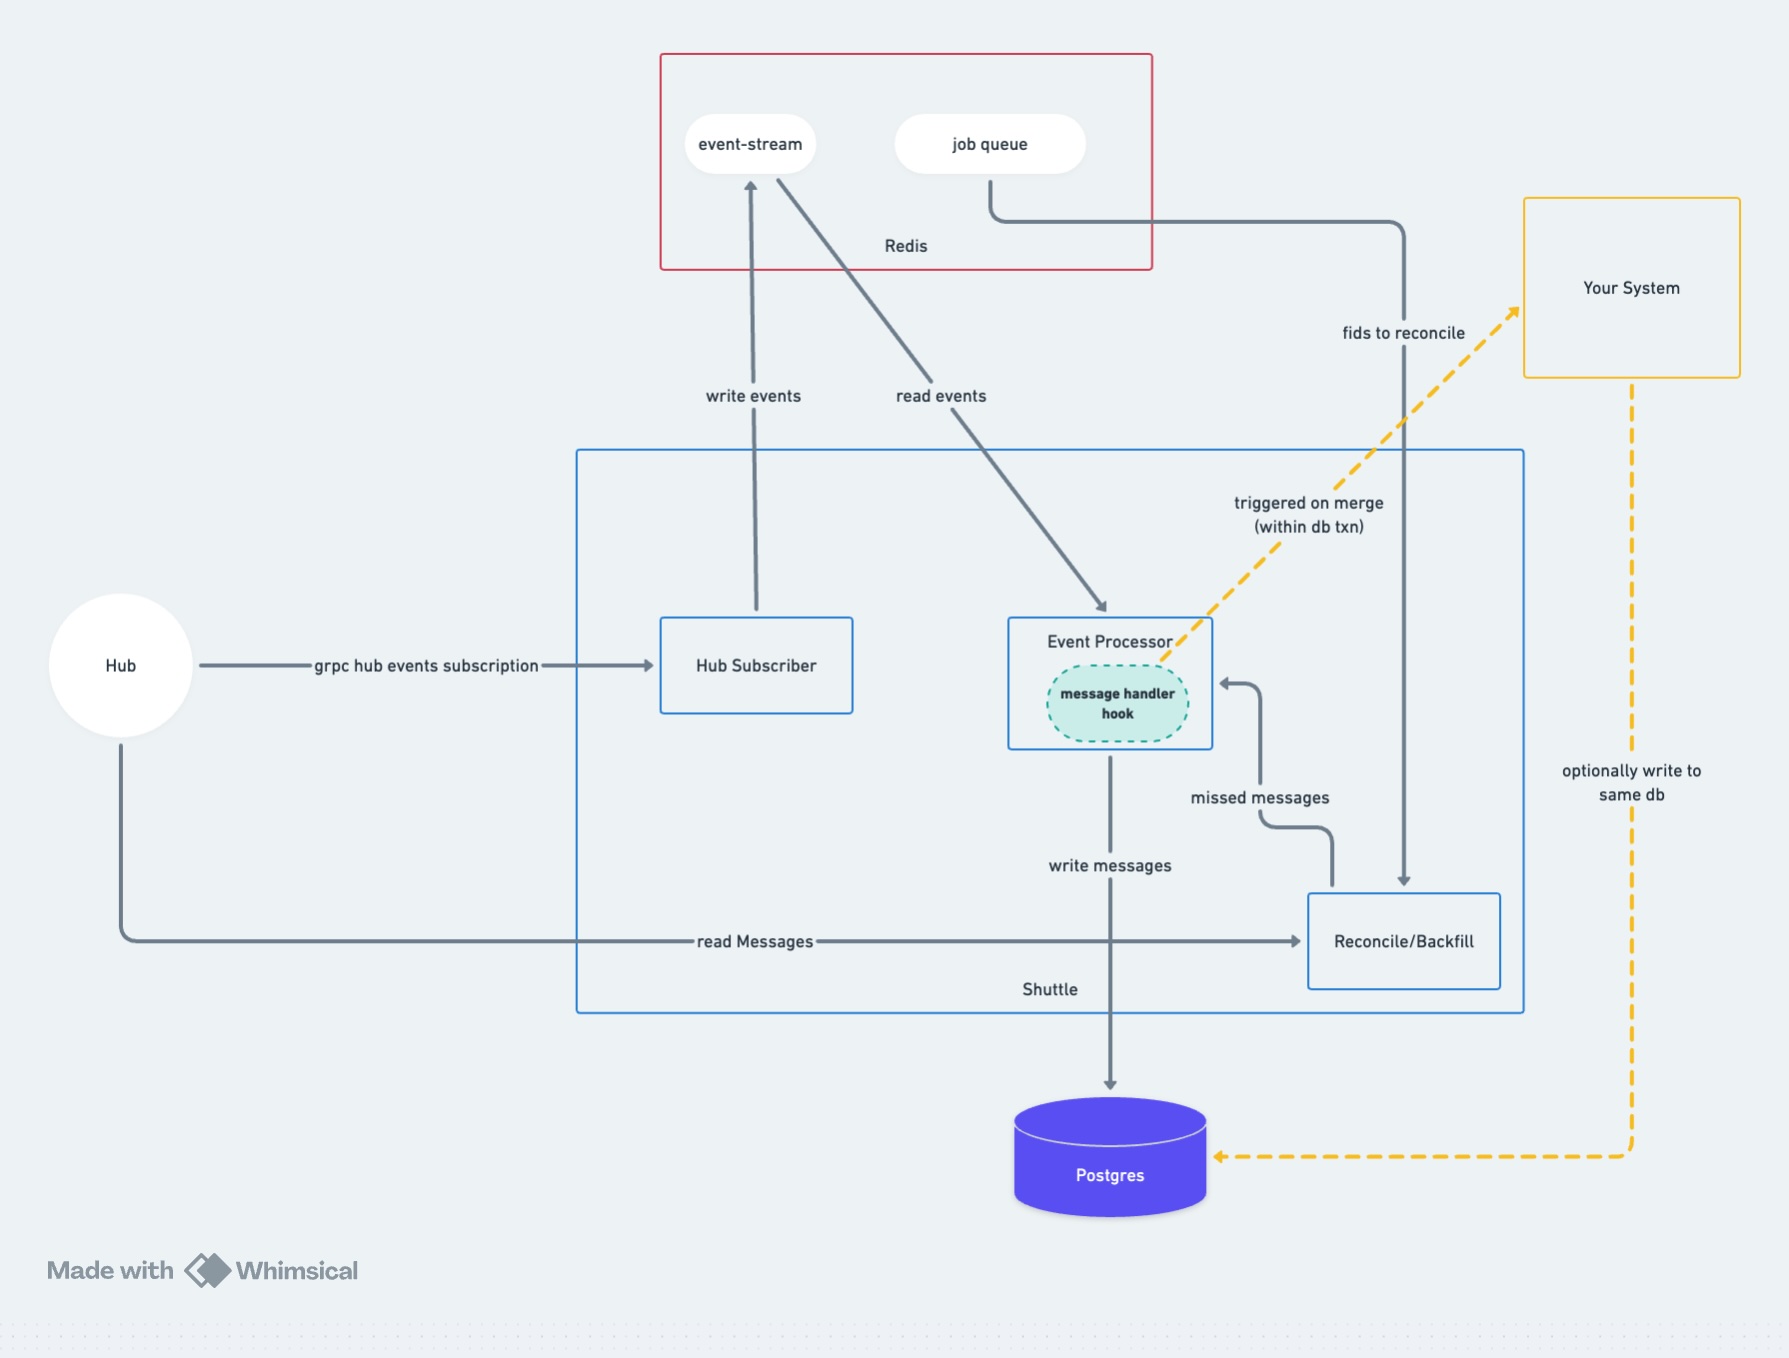 event-stream
job queue
Redis
Your System
fids to reconcile
write events
read events
triggered on merge
(within db txn)
Hub
grpc hub events subscription
Hub Subscriber
Event Processor
message handler
hook
missed messages
optionally write to
same db
write messages
read Messages
Reconcile/Backfill
Shuttle
Postgres
Made with Whimsical